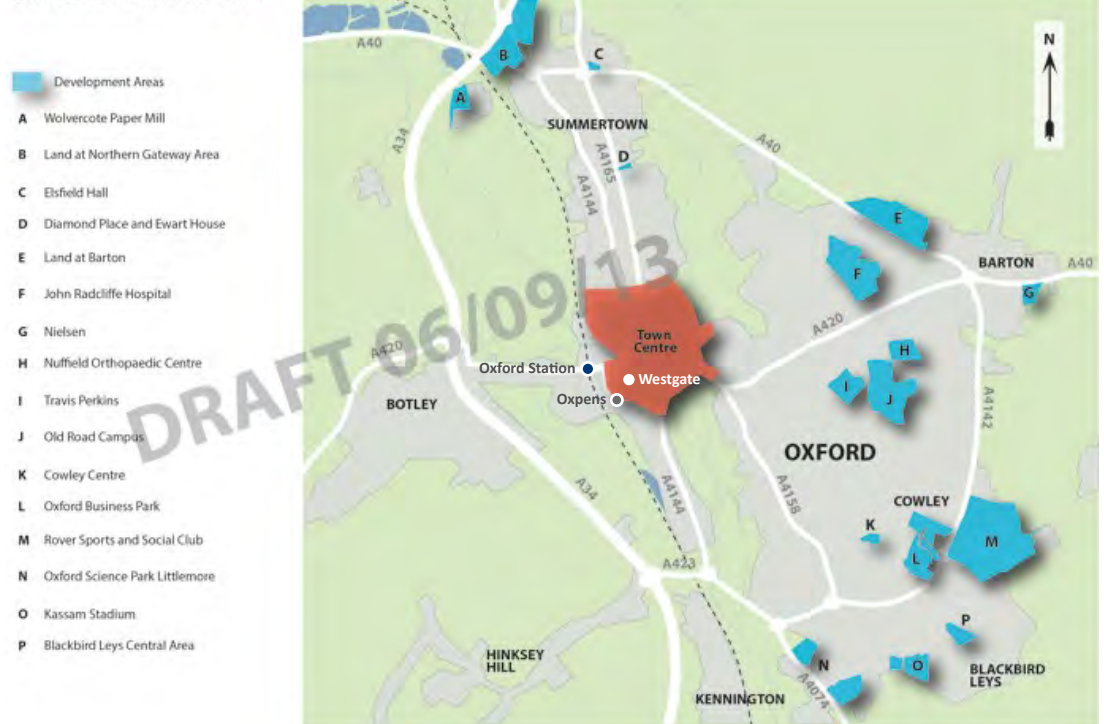 Development Areas
A Wolvercote Paper Mill
B Land at Northern Gateway Area
C Elsfield Hall
D Diamond Place and Ewart House
E Land at Barton
F John Radcliffe Hospital
G Nielsen
H Nuffield Orthopaedic Centre
I Travis Perkins
J Old Road Campus
K Cowley Centre
L Oxford Business Park
M Rover Sports and Social Club
N Oxford Science Park Littlemore
O Kassam Stadium
P Blackbird Leys Central Area
DRAFT 06/09/13
N
A40
B
C
A
SUMMERTOWN
A34
A40
A4165
D
A4144
E
BARTON
A40
F
G
Town
Centre
A420
A420
Oxford Station
Westgate
Oxpens
BOTLEY
H
I
J
A4142
OXFORD
A34
A4144
A4158
COWLEY
K
L
M
A423
P
HINKSEY
HILL
N
O
BLACKBIRD
LEYS
A4074
KENNINGTON